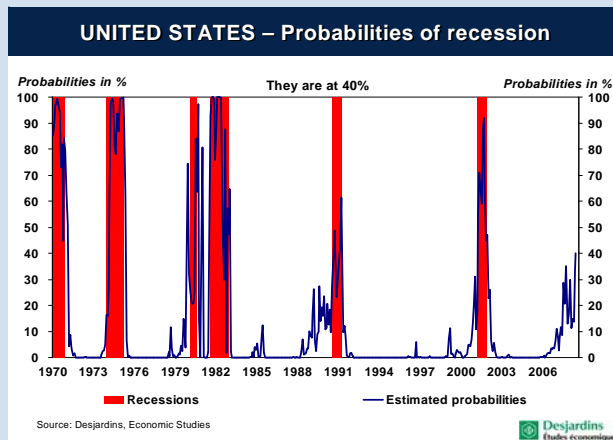 UNITED STATES – Probabilities of recession
Probabilities in %
They are at 40%
Probabilities in %
100 100
90 90
80 80
70 70
60 60
50 50
40 40
30 30
20 20
10 10
0 0
1970 1973 1976 1979 1982 1985 1988 1991 1994 1997 2000 2003 2006
Recessions
Estimated probabilities
Source: Desjardins, Economic Studies
Desjardins
Études économiques